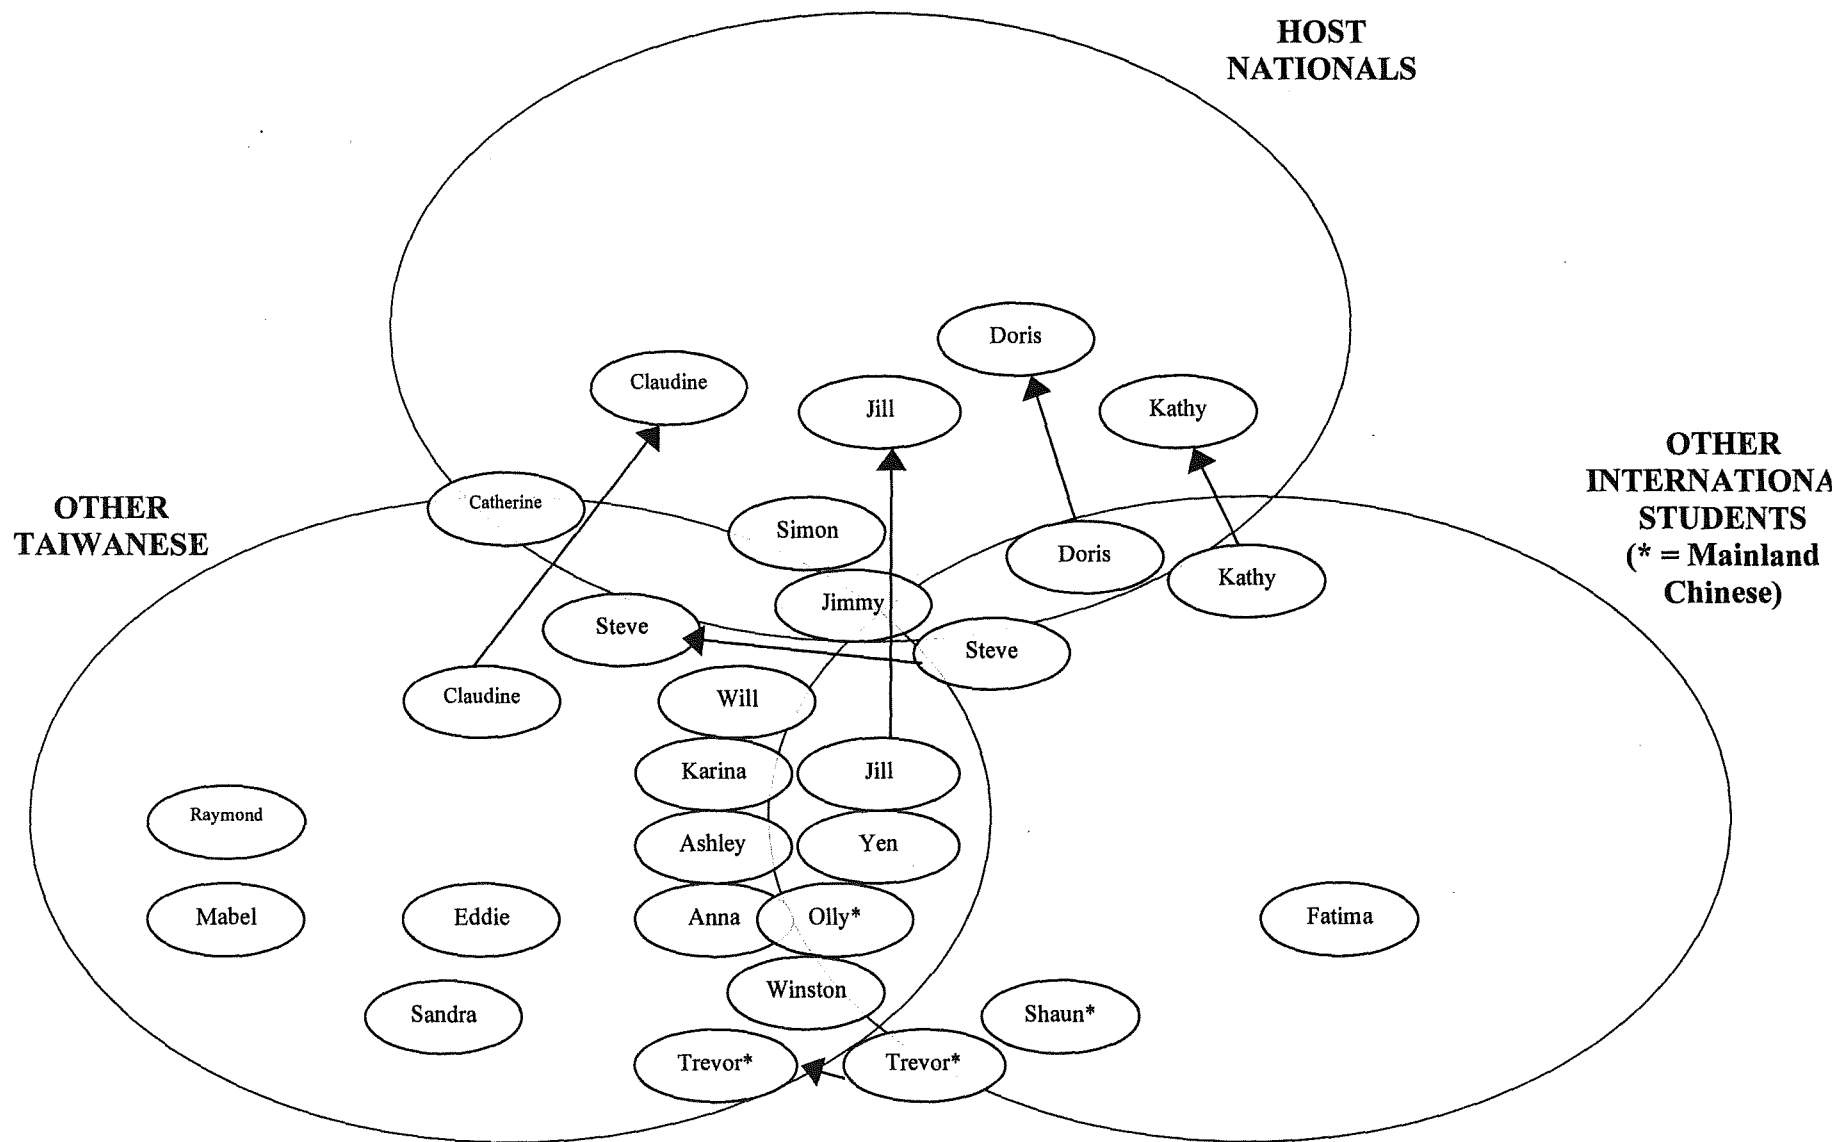 HOST
NATIONALS
Doris
Claudine
Jill
Kathy
OTHER
INTERNATIONA
STUDENTS
(* = Mainland
Chinese)
OTHER
TAIWANESE
Catherine
Simon
Doris
Kathy
Jimmy
Steve
Steve
Claudine
Will
Karina
Jill
Raymond
Ashley
Yen
Mabel
Eddie
Anna
Olly*
Fatima
Winston
Sandra
Shaun*
Trevor*
Trevor*